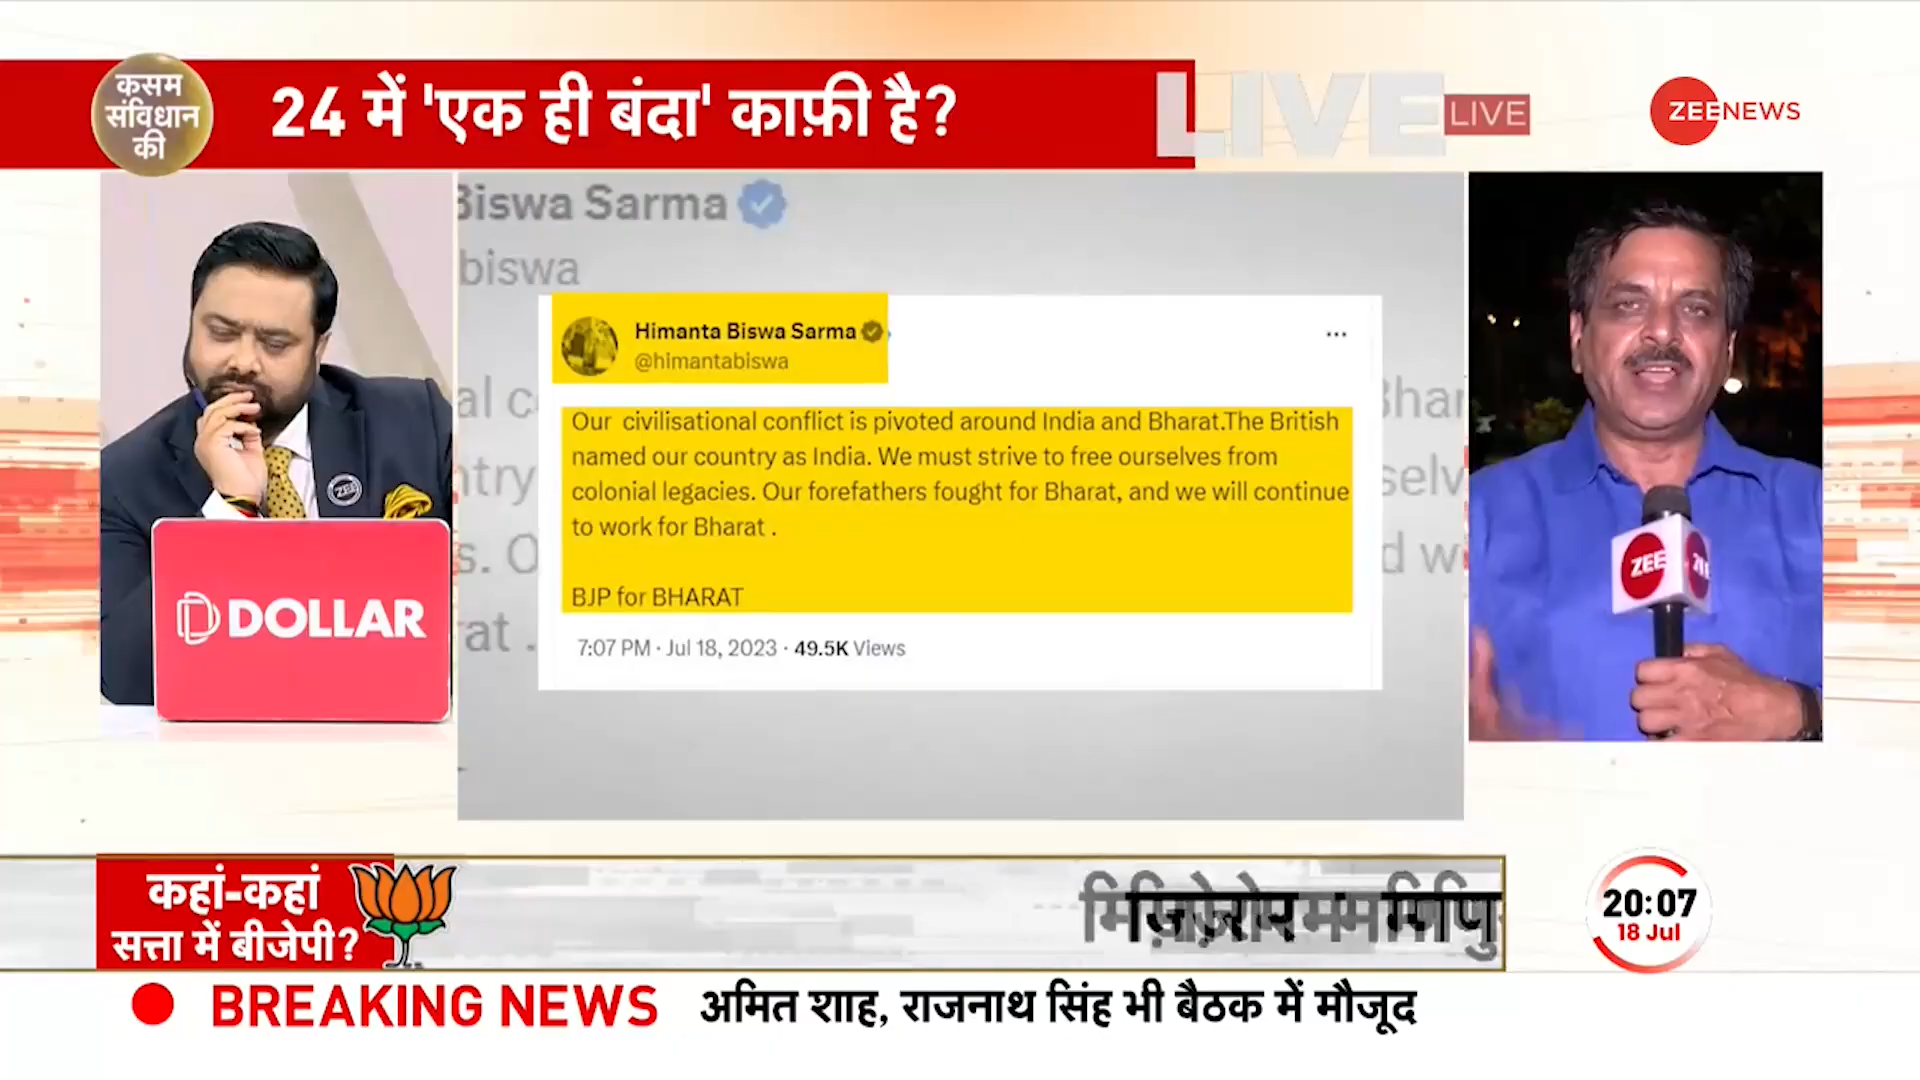 कसम
संविधान
की
24 में 'एक ही बंदा' काफ़ी है?
LIVE
LIVE
ZEENEWS
Biswa Sarma
biswa
Himanta Biswa Sarma
@himantabiswa
Our civilisational conflict is pivoted around India and Bharat.The British
named our country as India. We must strive to free ourselves from
colonial legacies. Our forefathers fought for Bharat, and we will continue
to work for Bharat .
BJP for BHARAT
7:07 PM · Jul 18, 2023 · 49.5K Views
ZEE
DOLLAR
ZEE
कहां-कहां
सत्ता में बीजेपी?
20:07
18 Jul
BREAKING NEWS
अमित शाह, राजनाथ सिंह भी बैठक में मौजूद